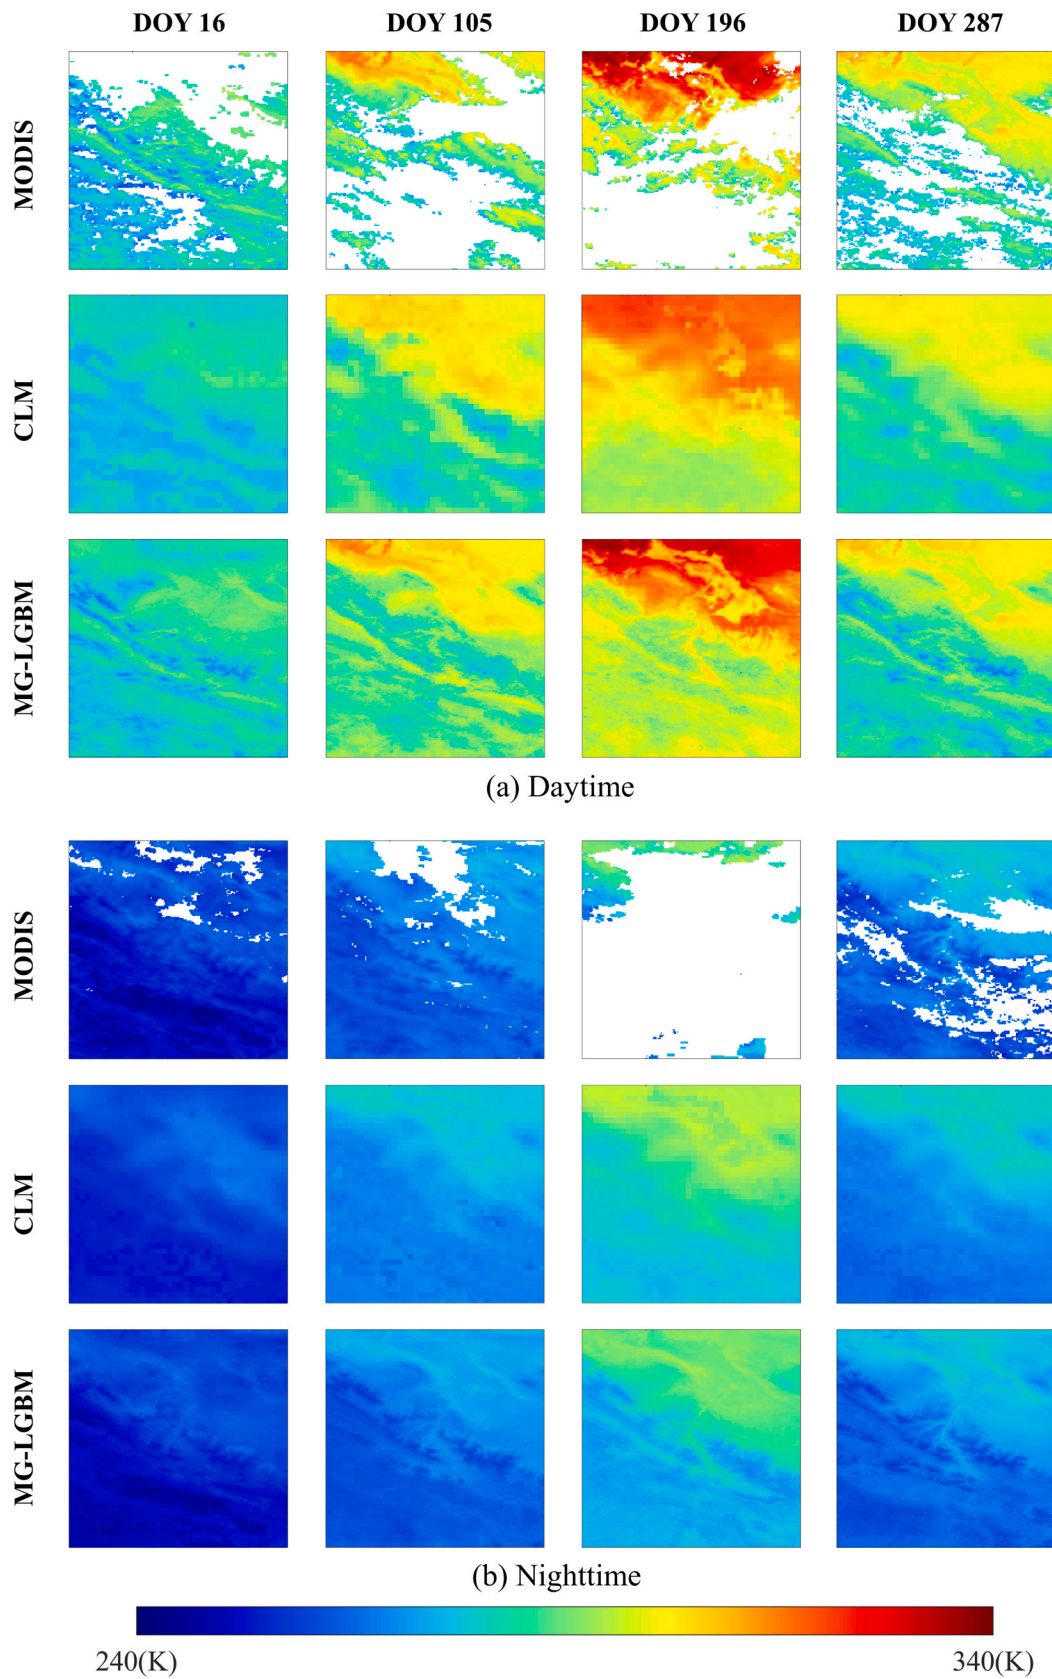 DOY 16 DOY 105 DOY 196 DOY 287
MODIS
CLM
MG-LGBM
(a) Daytime
MODIS
CLM
MG-LGBM
(b) Nighttime
240(K) 340(K)